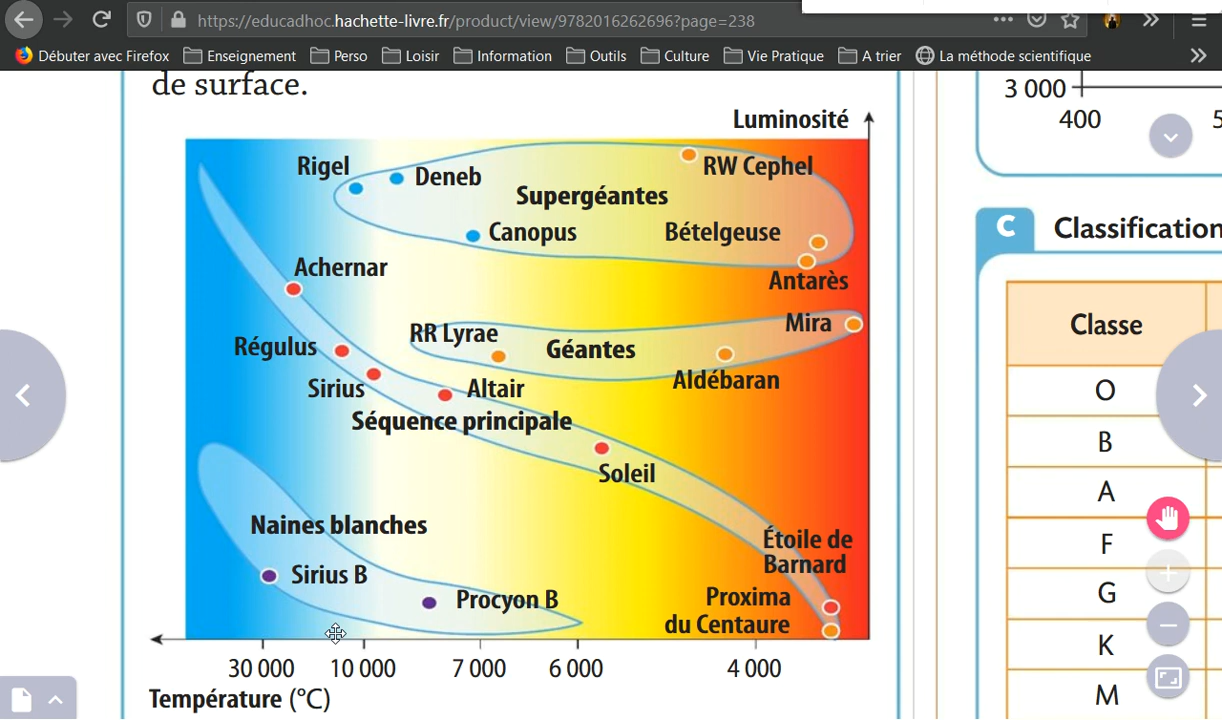 https://educadhoc.hachette-livre.fr/product/view/9782016262696?page=238
Débuter avec Firefox
Enseignement
Perso
Loisir
Information
Outils
Culture
Vie Pratique
A trier
La méthode scientifique
de surface.
Luminosité
Rigel
Deneb
RW Cephel
Supergéantes
Canopus
Bételgeuse
Antarès
Achernar
Mira
RR Lyrae
Régulus
Géantes
Aldébaran
Sirius
Altair
Séquence principale
Soleil
Naines blanches
Étoile de
Barnard
Sirius B
Procyon B
Proxima
du Centaure
30 000
10 000
7 000
6 000
4 000
Température (°C)
3 000
400
5
C
Classification
Classe
O
B
A
F
G
K
M